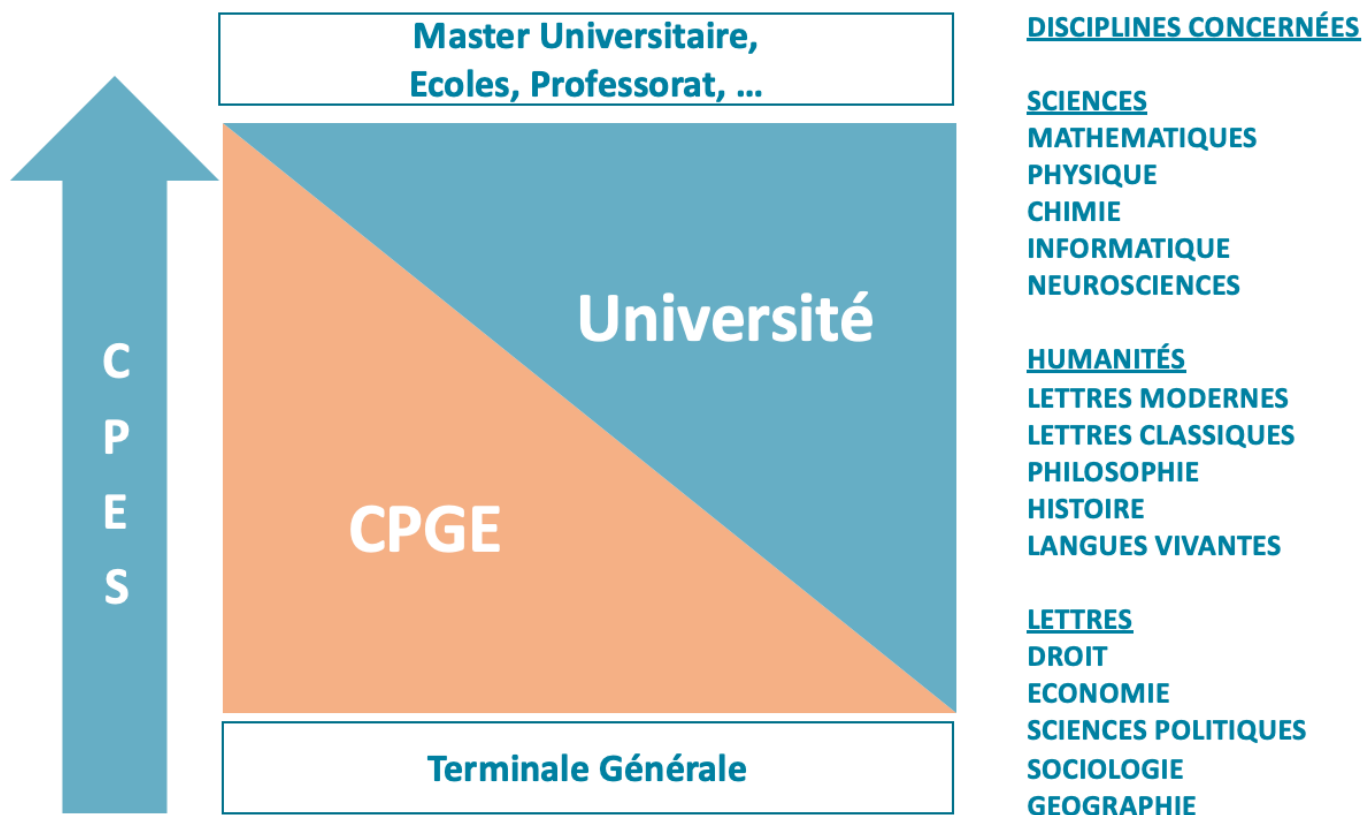 Master Universitaire,
Ecoles, Professorat, ...
C
P
E
S
Université
CPGE
Terminale Générale
DISCIPLINES CONCERNÉES
SCIENCES
MATHEMATIQUES
PHYSIQUE
CHIMIE
INFORMATIQUE
NEUROSCIENCES
HUMANITÉS
LETTRES MODERNES
LETTRES CLASSIQUES
PHILOSOPHIE
HISTOIRE
LANGUES VIVANTES
LETTRES
DROIT
ECONOMIE
SCIENCES POLITIQUES
SOCIOLOGIE
GEOGRAPHIE